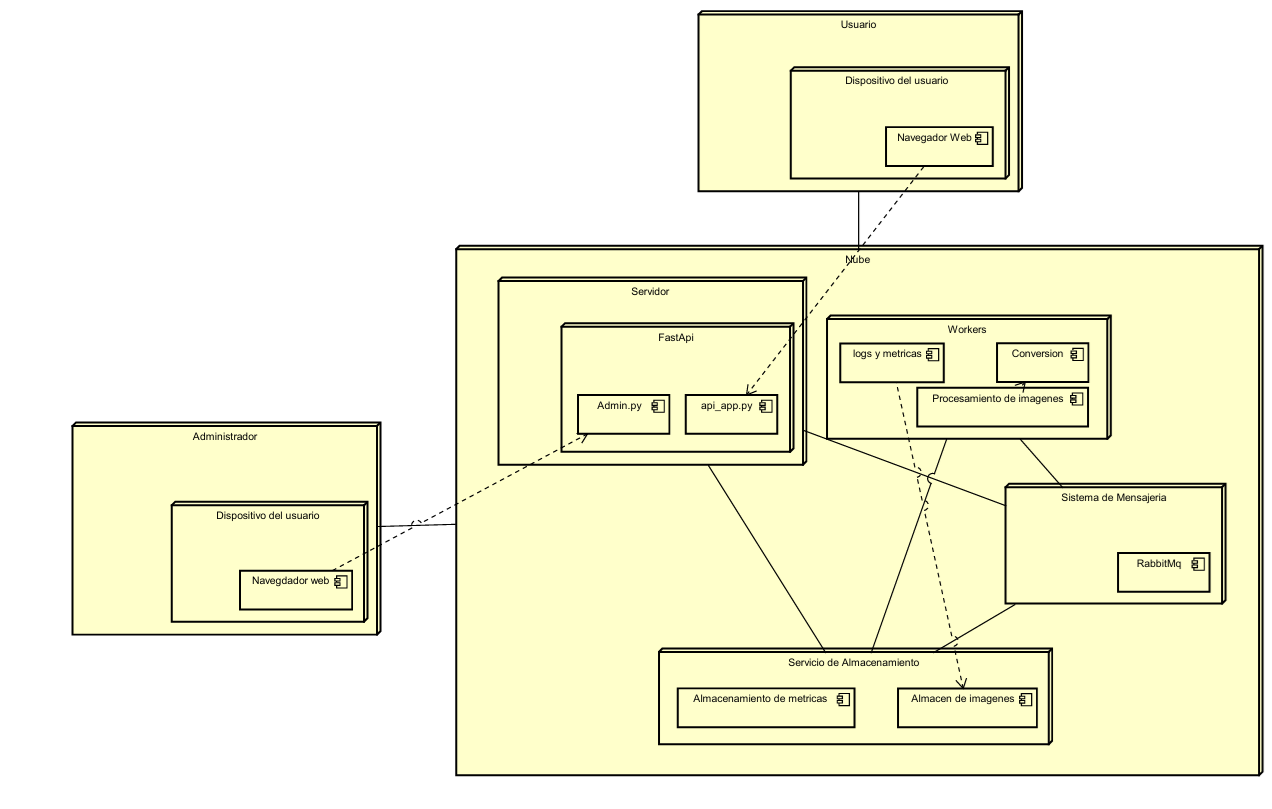 Usuario
Dispositivo del usuario
Navegador Web
Nube
Servidor
FastApi
Admin.py
api_app.py
Workers
logs y metricas
Conversion
Procesamiento de imagenes
Administrador
Dispositivo del usuario
Navegdador web
Sistema de Mensajeria
RabbitMq
Servicio de Almacenamiento
Almacenamiento de metricas
Almacen de imagenes